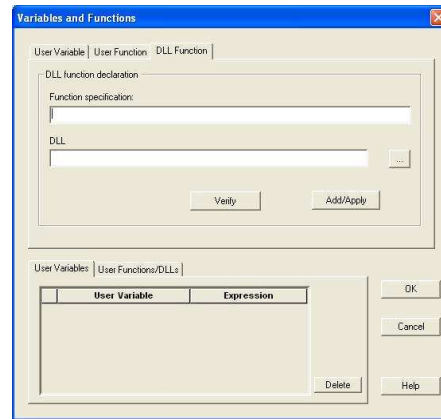 Variables and Functions
User Variable User Function DLL Function
DLL function declaration
Function specification:
DLL
...
Verify Add/Apply
User Variables User Functions/DLLs
User Variable Expression
OK
Cancel
Delete Help